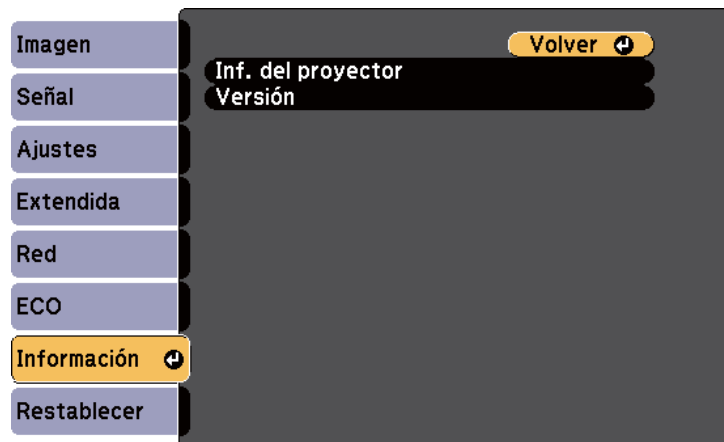 Imagen
Señal
Ajustes
Extendida
Red
ECO
Información
Restablecer
Volver
Inf. del proyector
Versión